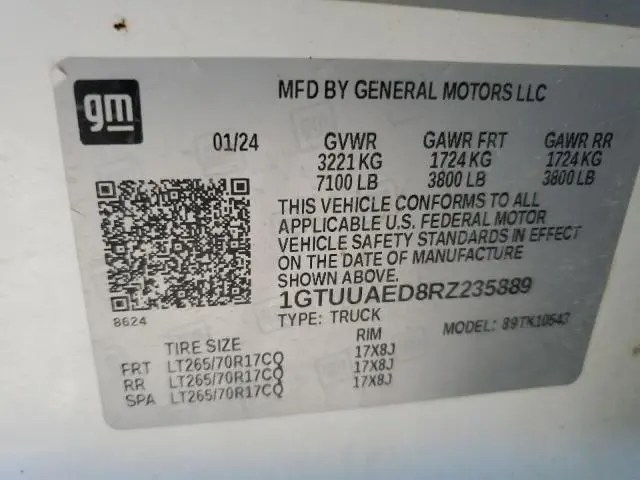 gm
MFD BY GENERAL MOTORS LLC
01/24 GVWR GAWR FRT GAWR RR
3221 KG 1724 KG 1724 KG
7100 LB 3800 LB 3800 LB
THIS VEHICLE CONFORMS TO ALL
APPLICABLE U.S. FEDERAL MOTOR
VEHICLE SAFETY STANDARDS IN EFFECT
ON THE DATE OF MANUFACTURE
SHOWN ABOVE.
1GTUUAED8RZ235889
8624
TYPE: TRUCK MODEL: 89TK10543
TIRE SIZE RIM
FRT LT265/70R17CQ 17X8J
RR LT265/70R17CQ 17X8J
SPA LT265/70R17CQ 17X8J